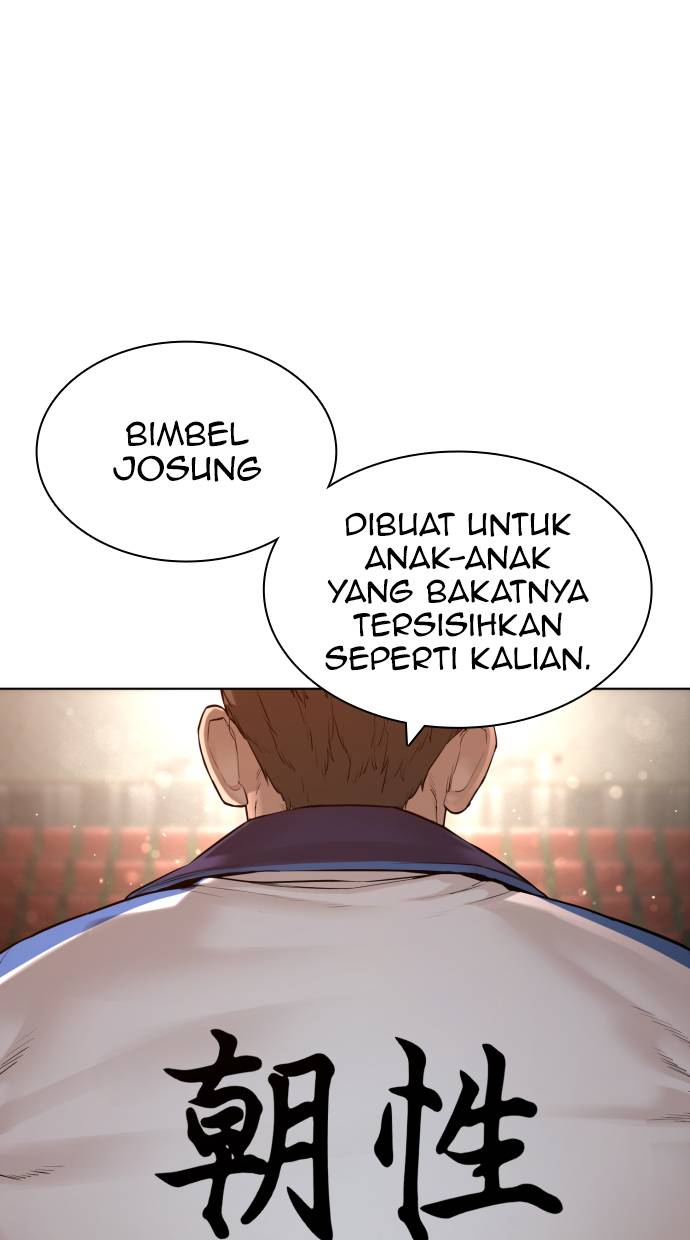 BIMBEL
JOSUNG
DIBUAT UNTUK
ANAK-ANAK
YANG BAKATNYA
TERSISIHKAN
SEPERTI KALIAN.
朝性